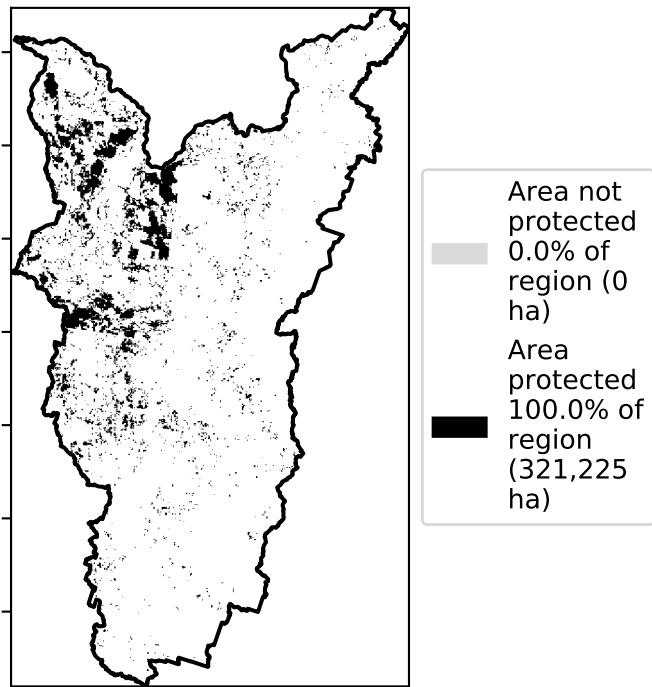 Area not
protected
0.0% of
region (0
ha)
Area
protected
100.0% of
region
(321,225
ha)